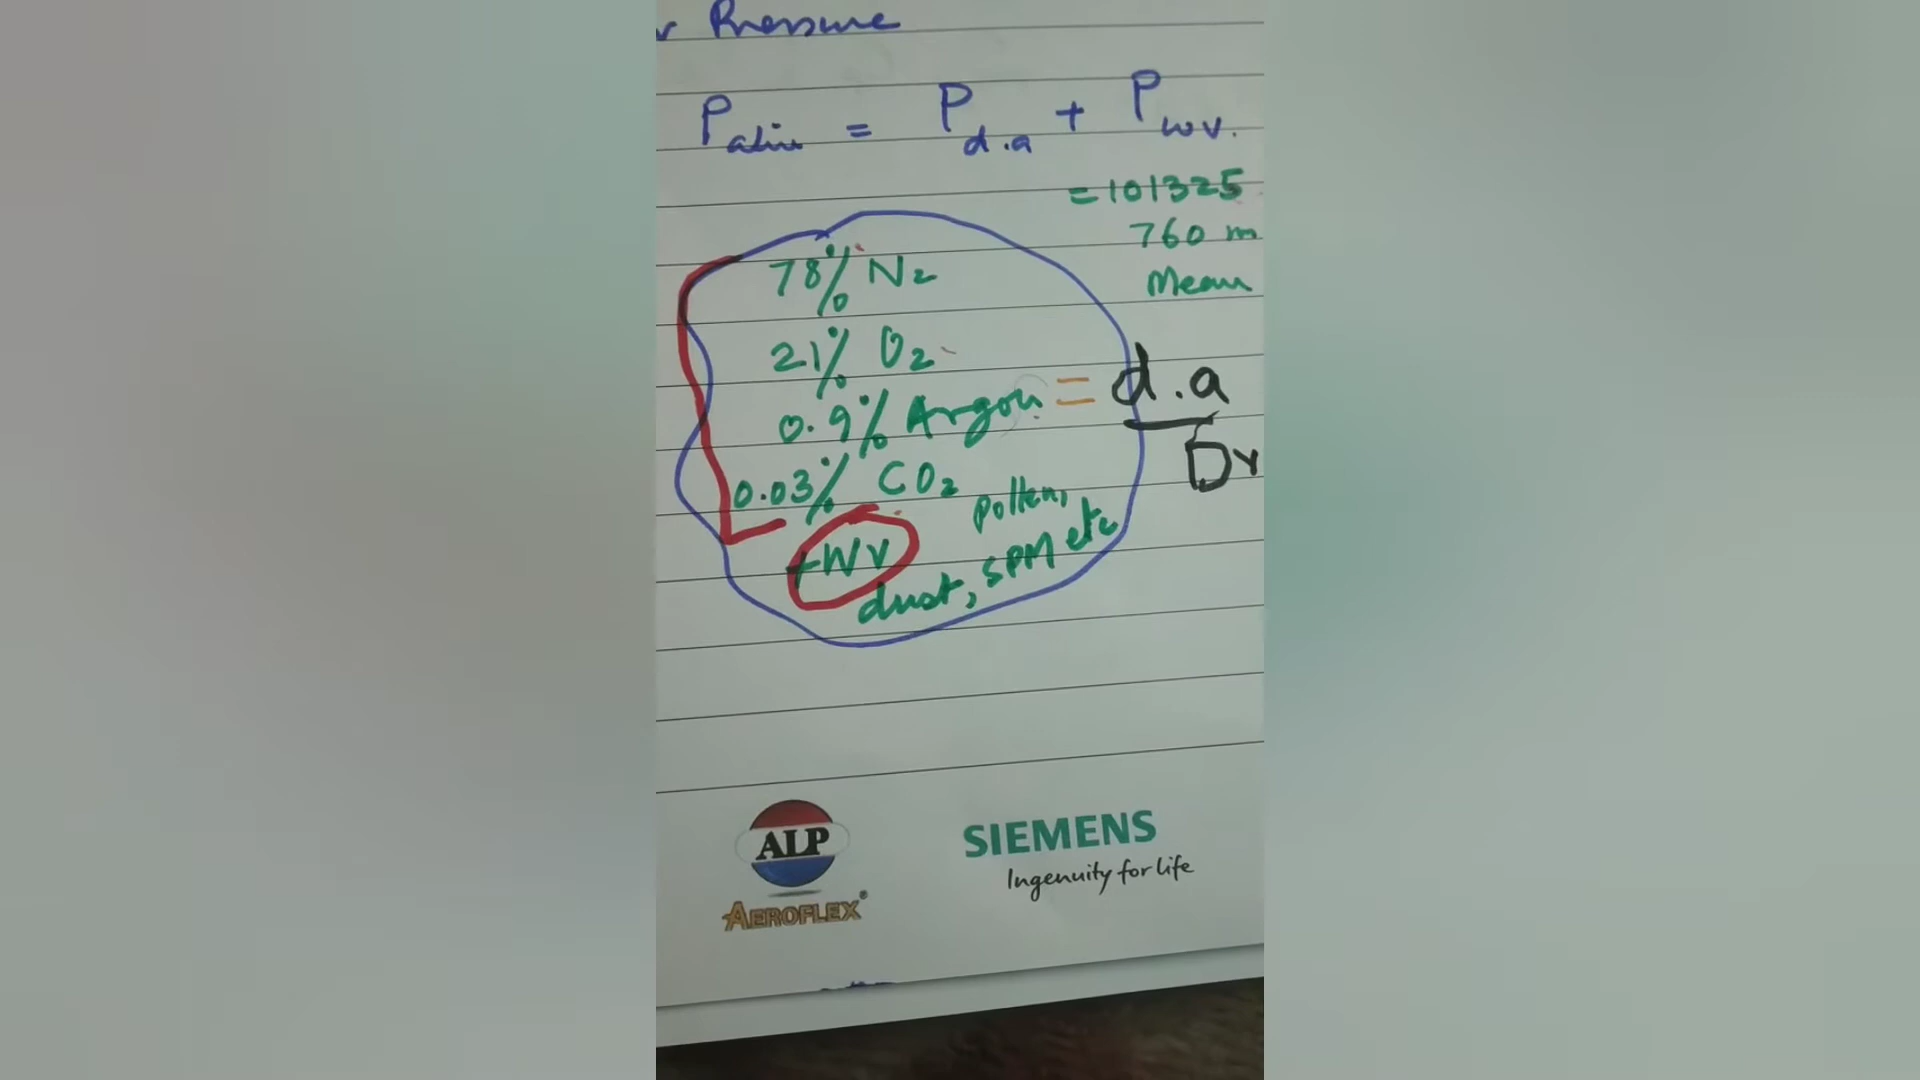 r Pressure
Patm = Pd.a + Pwv.
= 101325
760 m
Mean
78% N2
21% O2
0.9% Argon = d.a
Dr
0.03% CO2
pollen,
+WV dust, SPM etc
ALP
AEROFLEX®
SIEMENS
Ingenuity for life